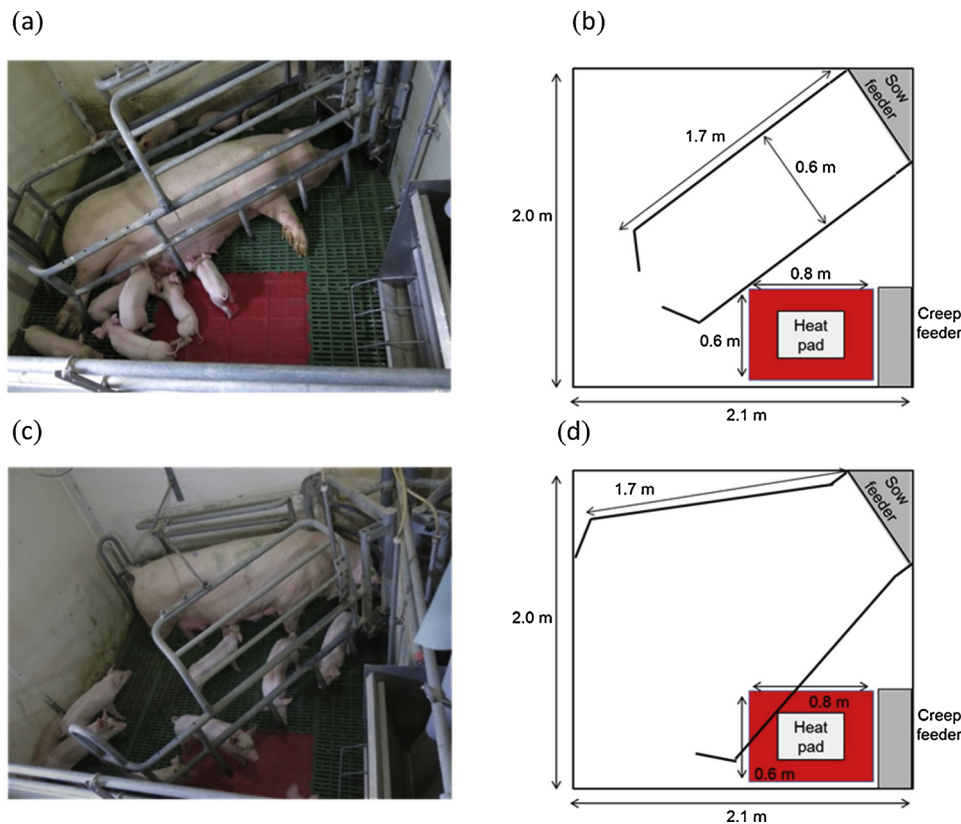 (a)
(b)
Sow
feeder
1.7 m
0.6 m
2.0 m
0.8 m
0.6 m
Heat
pad
Creep
feeder
2.1 m
(c)
(d)
Sow
feeder
1.7 m
2.0 m
0.8 m
0.6 m
Heat
pad
Creep
feeder
2.1 m